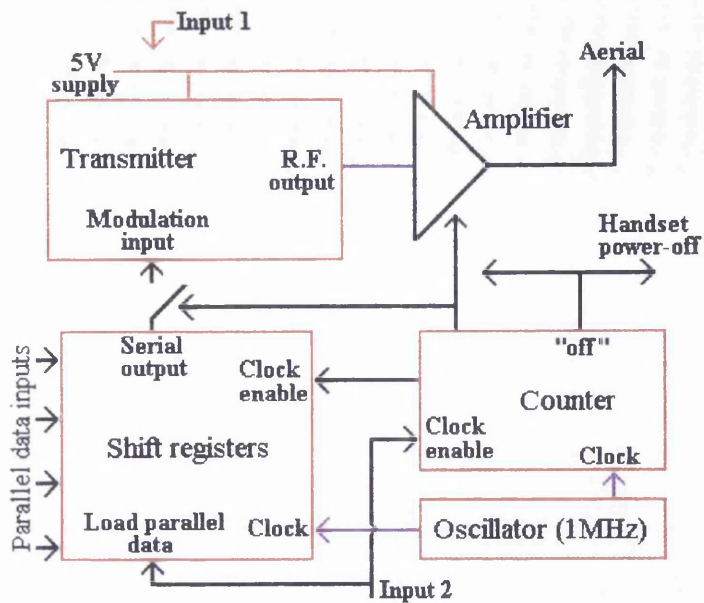 Input 1
5V
supply
Aerial
Amplifier
Transmitter
R.F.
output
Modulation
input
Handset
power-off
Serial
output
"off"
Clock
enable
Counter
Parallel data inputs
Shift registers
Clock
enable
Clock
Load parallel
data
Clock
Oscillator (1MHz)
Input 2